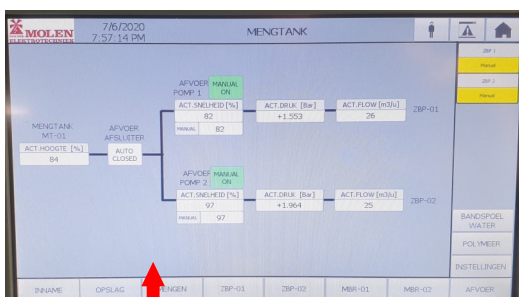 MOLEN
ELEKTROTECHNIEK
7/6/2020
7:57:14 PM
MENGTANK
ZBP 1
Manual
ZBP 2
Manual
AFVOER
POMP 1
MANUAL
ON
ACT.SNELHEID [%]
82
MANUAL 82
ACT.DRUK [Bar]
+1.553
ACT.FLOW [m3/u]
26
ZBP-01
MENGTANK
MT-01
ACT.HOOGTE [%]
84
AFVOER
AFSLUITER
AUTO
CLOSED
AFVOER
POMP 2
MANUAL
ON
ACT.SNELHEID [%]
97
MANUAL 97
ACT.DRUK [Bar]
+1.964
ACT.FLOW [m3/u]
25
ZBP-02
BANDSPOEL
WATER
POLYMEER
INSTELLINGEN
INNAME
OPSLAG
MENGEN
ZBP-01
ZBP-02
MBR-01
MBR-02
AFVOER